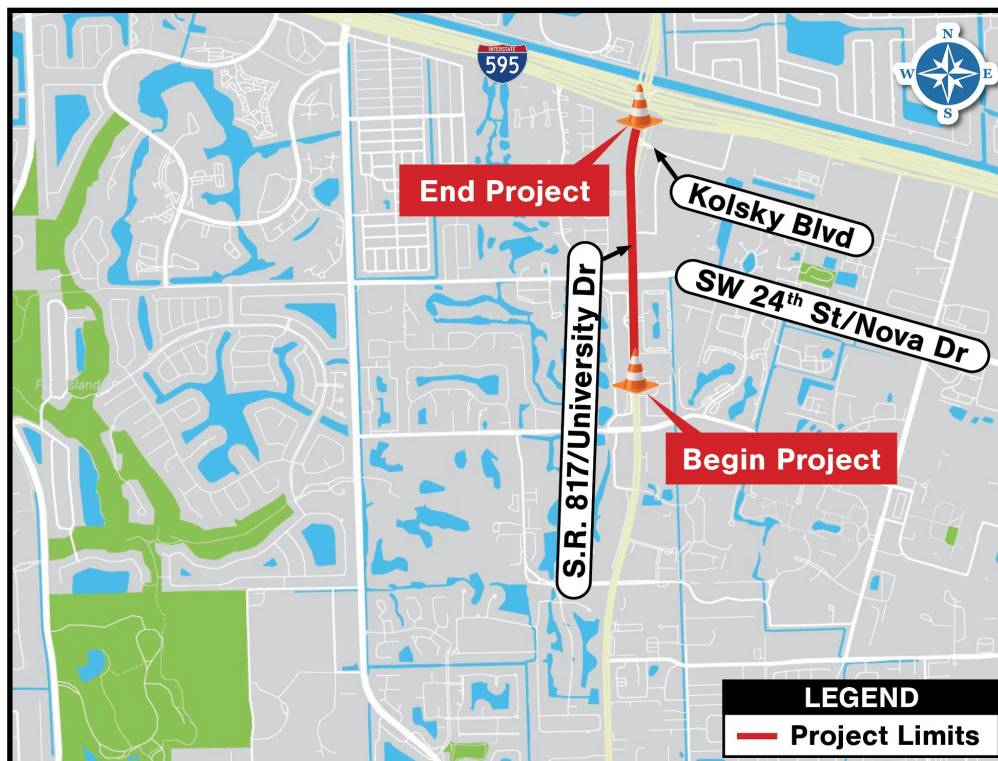 INTERSTATE
595
N
W E
S
End Project
Kolsky Blvd
SW 24th St/Nova Dr
S.R. 817/University Dr
Begin Project
LEGEND
Project Limits